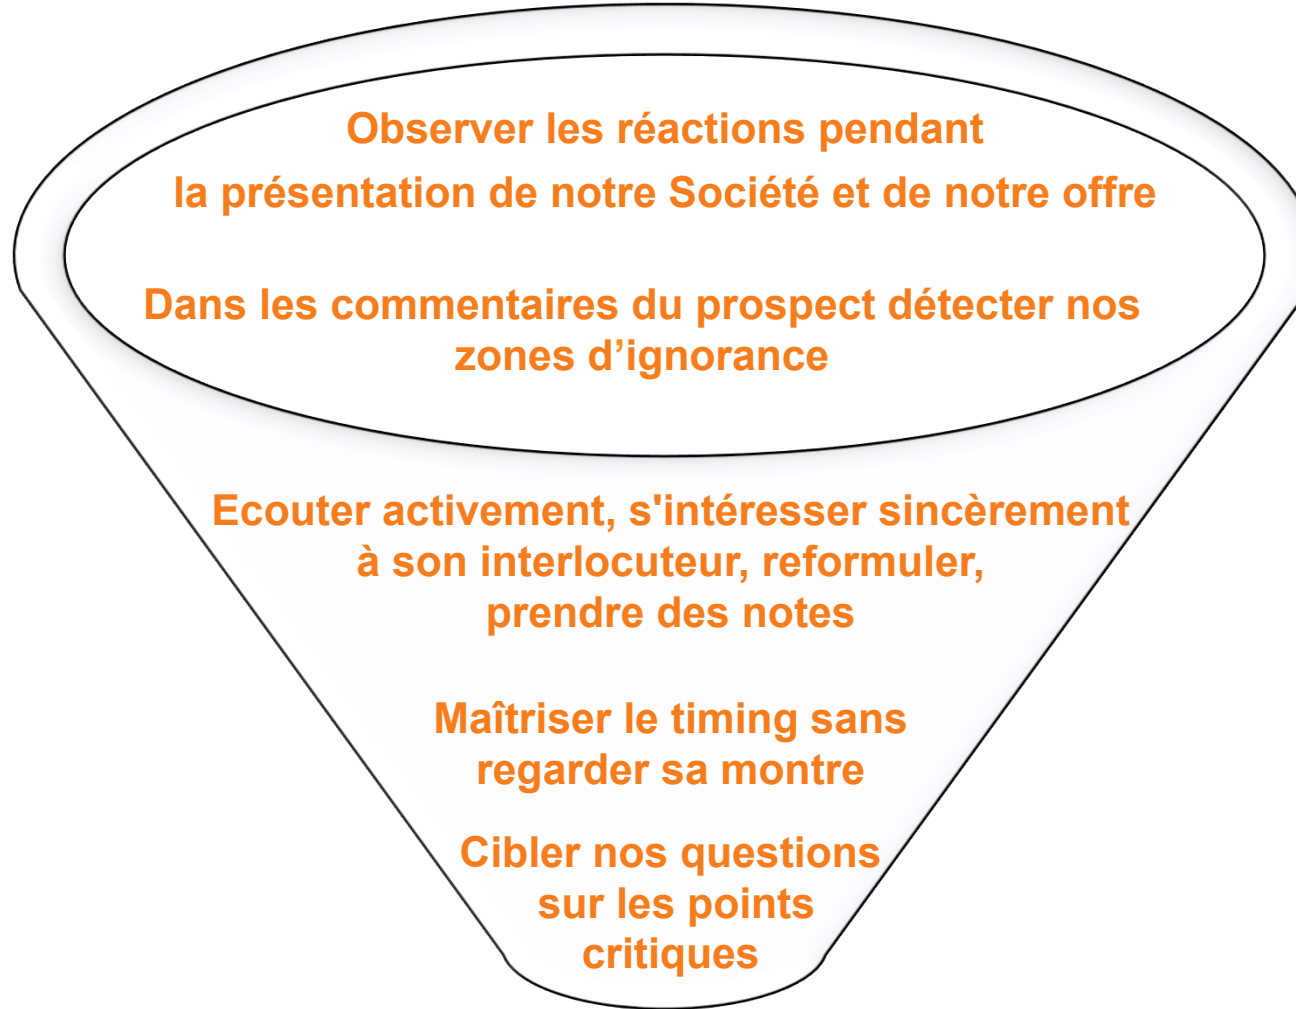 Observer les réactions pendant
la présentation de notre Société et de notre offre
Dans les commentaires du prospect détecter nos
zones d’ignorance
Ecouter activement, s'intéresser sincèrement
à son interlocuteur, reformuler,
prendre des notes
Maîtriser le timing sans
regarder sa montre
Cibler nos questions
sur les points
critiques